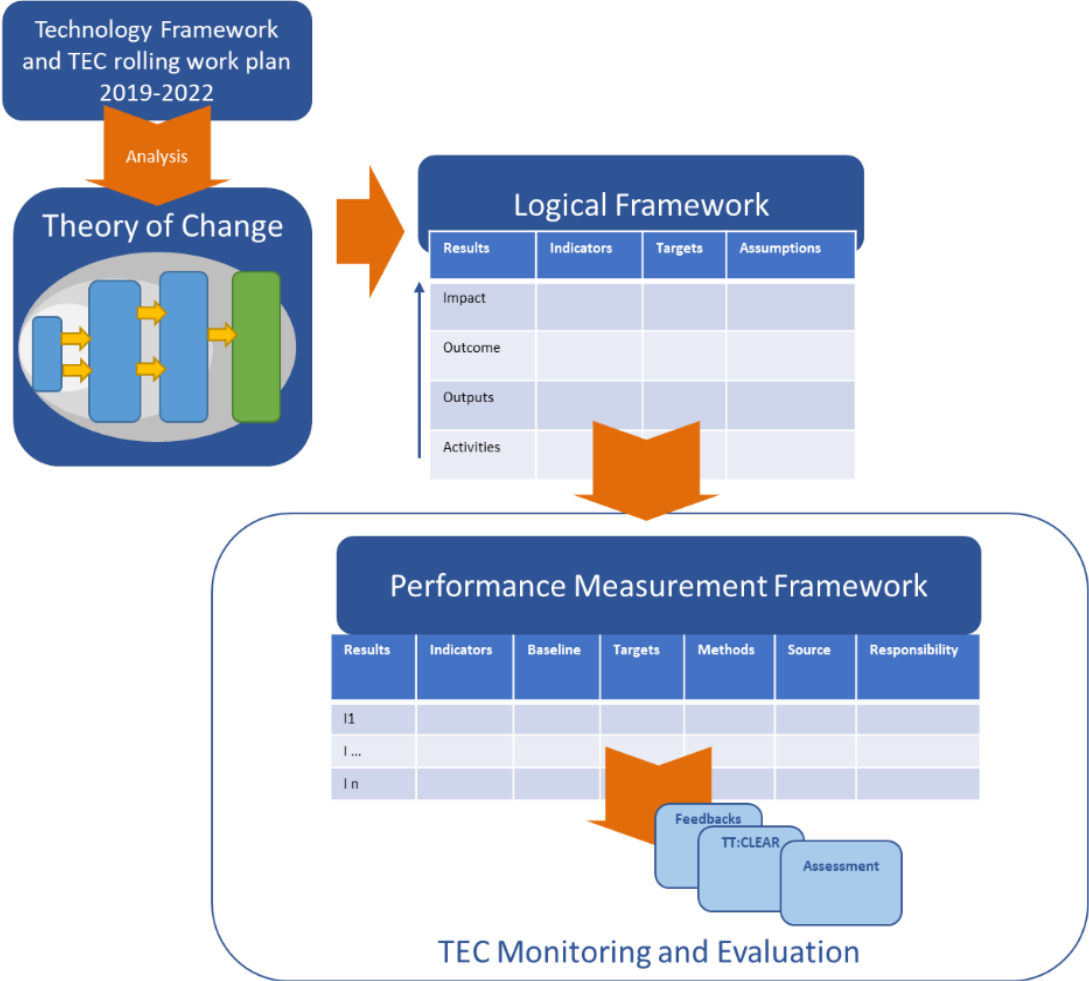 Technology Framework
and TEC rolling work plan
2019-2022
Analysis
Theory of Change
Logical Framework
Results Indicators Targets Assumptions
Impact
Outcome
Outputs
Activities
Performance Measurement Framework
Results Indicators Baseline Targets Methods Source Responsibility
I1
I ...
I n
Feedbacks
TT:CLEAR
Assessment
TEC Monitoring and Evaluation